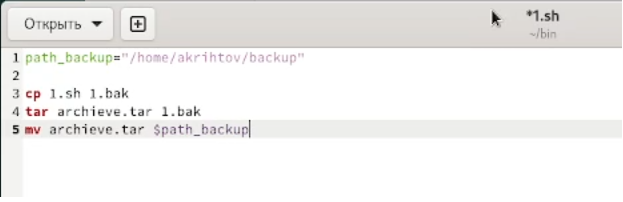 Открыть
*1.sh
~/bin
1 path_backup="/home/akrihtov/backup"
2
3 cp 1.sh 1.bak
4 tar archieve.tar 1.bak
5 mv archieve.tar $path_backup